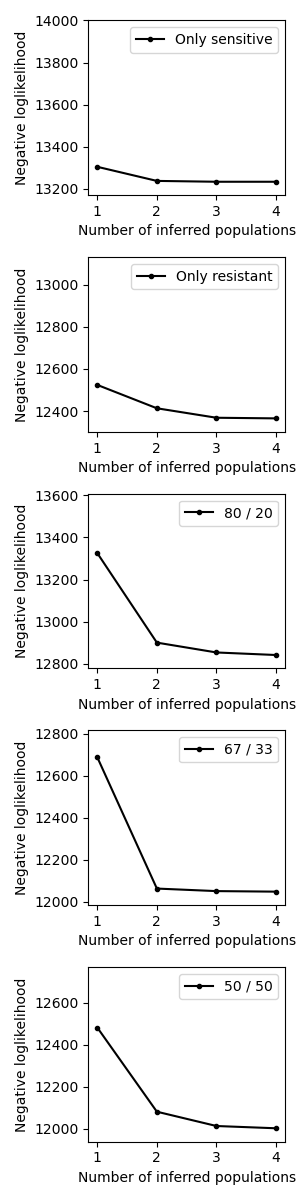 14000
Only sensitive
13800
13600
13400
13200
Negative loglikelihood
1 2 3 4
Number of inferred populations
Only resistant
13000
12800
12600
12400
Negative loglikelihood
1 2 3 4
Number of inferred populations
13600
80 / 20
13400
13200
13000
12800
Negative loglikelihood
1 2 3 4
Number of inferred populations
12800
67 / 33
12600
12400
12200
12000
Negative loglikelihood
1 2 3 4
Number of inferred populations
50 / 50
12600
12400
12200
12000
Negative loglikelihood
1 2 3 4
Number of inferred populations